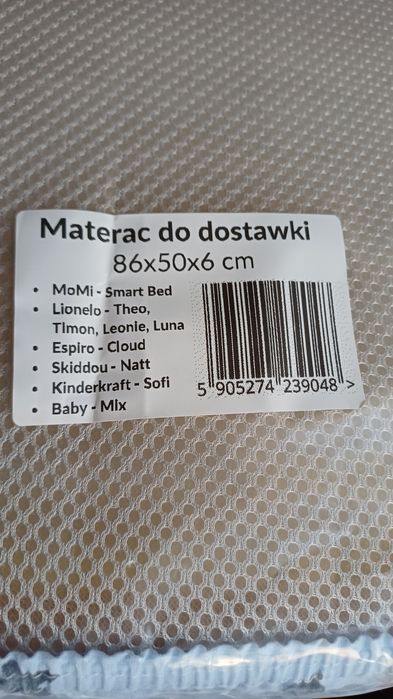 Materac do dostawki
86x50x6 cm
• MoMi - Smart Bed
• Lionelo - Theo,
Timon, Leonie, Luna
• Espiro - Cloud
• Skiddou - Natt
• Kinderkraft - Sofi
• Baby - Mix
5 905274 239048 >